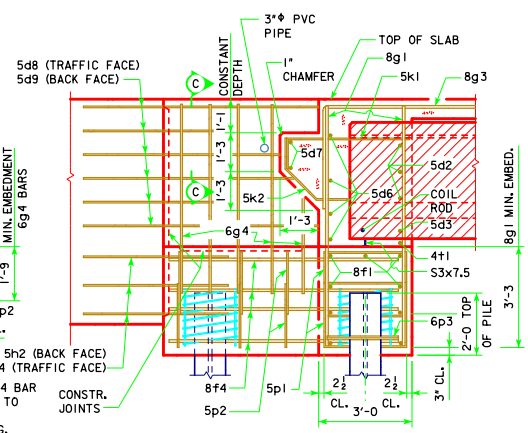 3"Φ PVC
PIPE
TOP OF SLAB
8g1
5k1
8g3
5d8 (TRAFFIC FACE)
5d9 (BACK FACE)
C
CONSTANT
DEPTH
1"
CHAMFER
1'-1
1'-3
1'-3
5d7
5d2
5d6
5k2
C
1'-3
COIL
ROD
5d3
6g4
4t1
8f1
S3x7.5
MIN. EMBEDMENT
6g4 BARS
1'-9
8g1 MIN. EMBED.
3'-3
2'-0 TOP
OF PILE
6p3
p2
5h2 (BACK FACE)
4 (TRAFFIC FACE)
4 BAR
TO
CONSTR.
JOINTS
8f4
5p2
5p1
2½
CL.
2½
CL.
3'-0
3" CL.
G.